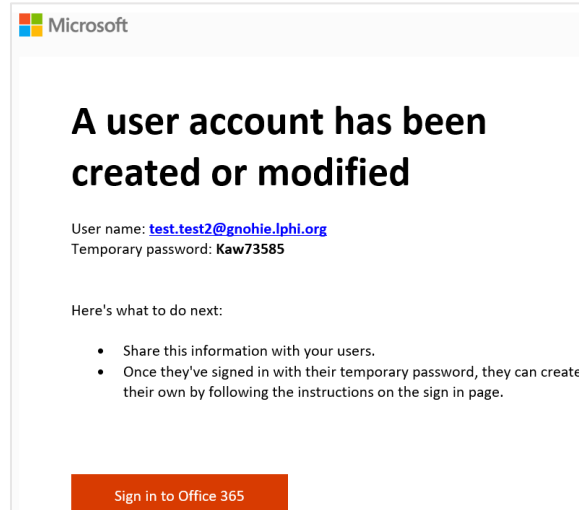 Microsoft
A user account has been
created or modified
User name: test.test2@gnohie.lphi.org
Temporary password: Kaw73585
Here's what to do next:
• Share this information with your users.
• Once they've signed in with their temporary password, they can create
their own by following the instructions on the sign in page.
Sign in to Office 365